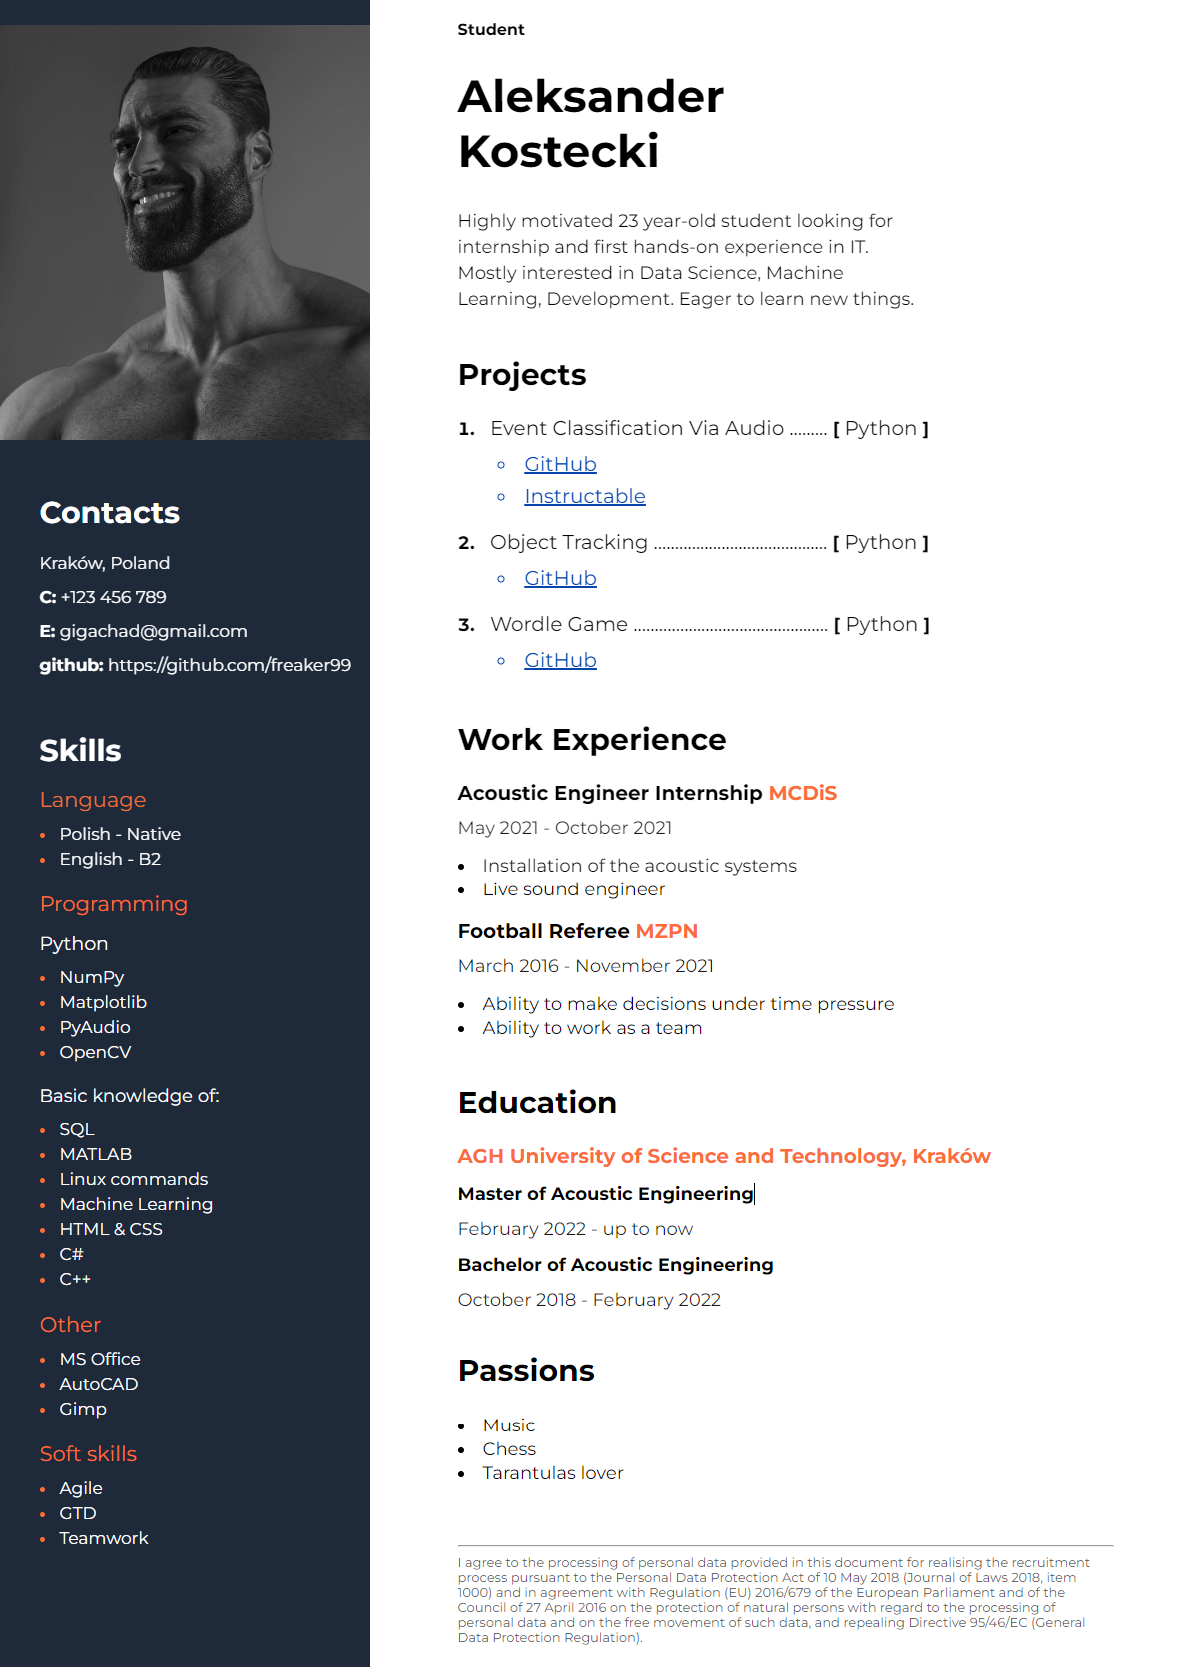 Student
Aleksander
Kostecki
Highly motivated 23 year-old student looking for
internship and first hands-on experience in IT.
Mostly interested in Data Science, Machine
Learning, Development. Eager to learn new things.
Projects
1. Event Classification Via Audio ......... [ Python ]
GitHub
Instructable
2. Object Tracking ......................................... [ Python ]
GitHub
3. Wordle Game .............................................. [ Python ]
GitHub
Work Experience
Acoustic Engineer Internship MCDiS
May 2021 - October 2021
• Installation of the acoustic systems
• Live sound engineer
Football Referee MZPN
March 2016 - November 2021
• Ability to make decisions under time pressure
• Ability to work as a team
Education
AGH University of Science and Technology, Kraków
Master of Acoustic Engineering
February 2022 - up to now
Bachelor of Acoustic Engineering
October 2018 - February 2022
Passions
• Music
• Chess
• Tarantulas lover
I agree to the processing of personal data provided in this document for realising the recruitment
process pursuant to the Personal Data Protection Act of 10 May 2018 (Journal of Laws 2018, item
1000) and in agreement with Regulation (EU) 2016/679 of the European Parliament and of the
Council of 27 April 2016 on the protection of natural persons with regard to the processing of
personal data and on the free movement of such data, and repealing Directive 95/46/EC (General
Data Protection Regulation).
Contacts
Kraków, Poland
C: +123 456 789
E: gigachad@gmail.com
github: https://github.com/freaker99
Skills
Language
• Polish - Native
• English - B2
Programming
Python
• NumPy
• Matplotlib
• PyAudio
• OpenCV
Basic knowledge of:
• SQL
• MATLAB
• Linux commands
• Machine Learning
• HTML & CSS
• C#
• C++
Other
• MS Office
• AutoCAD
• Gimp
Soft skills
• Agile
• GTD
• Teamwork